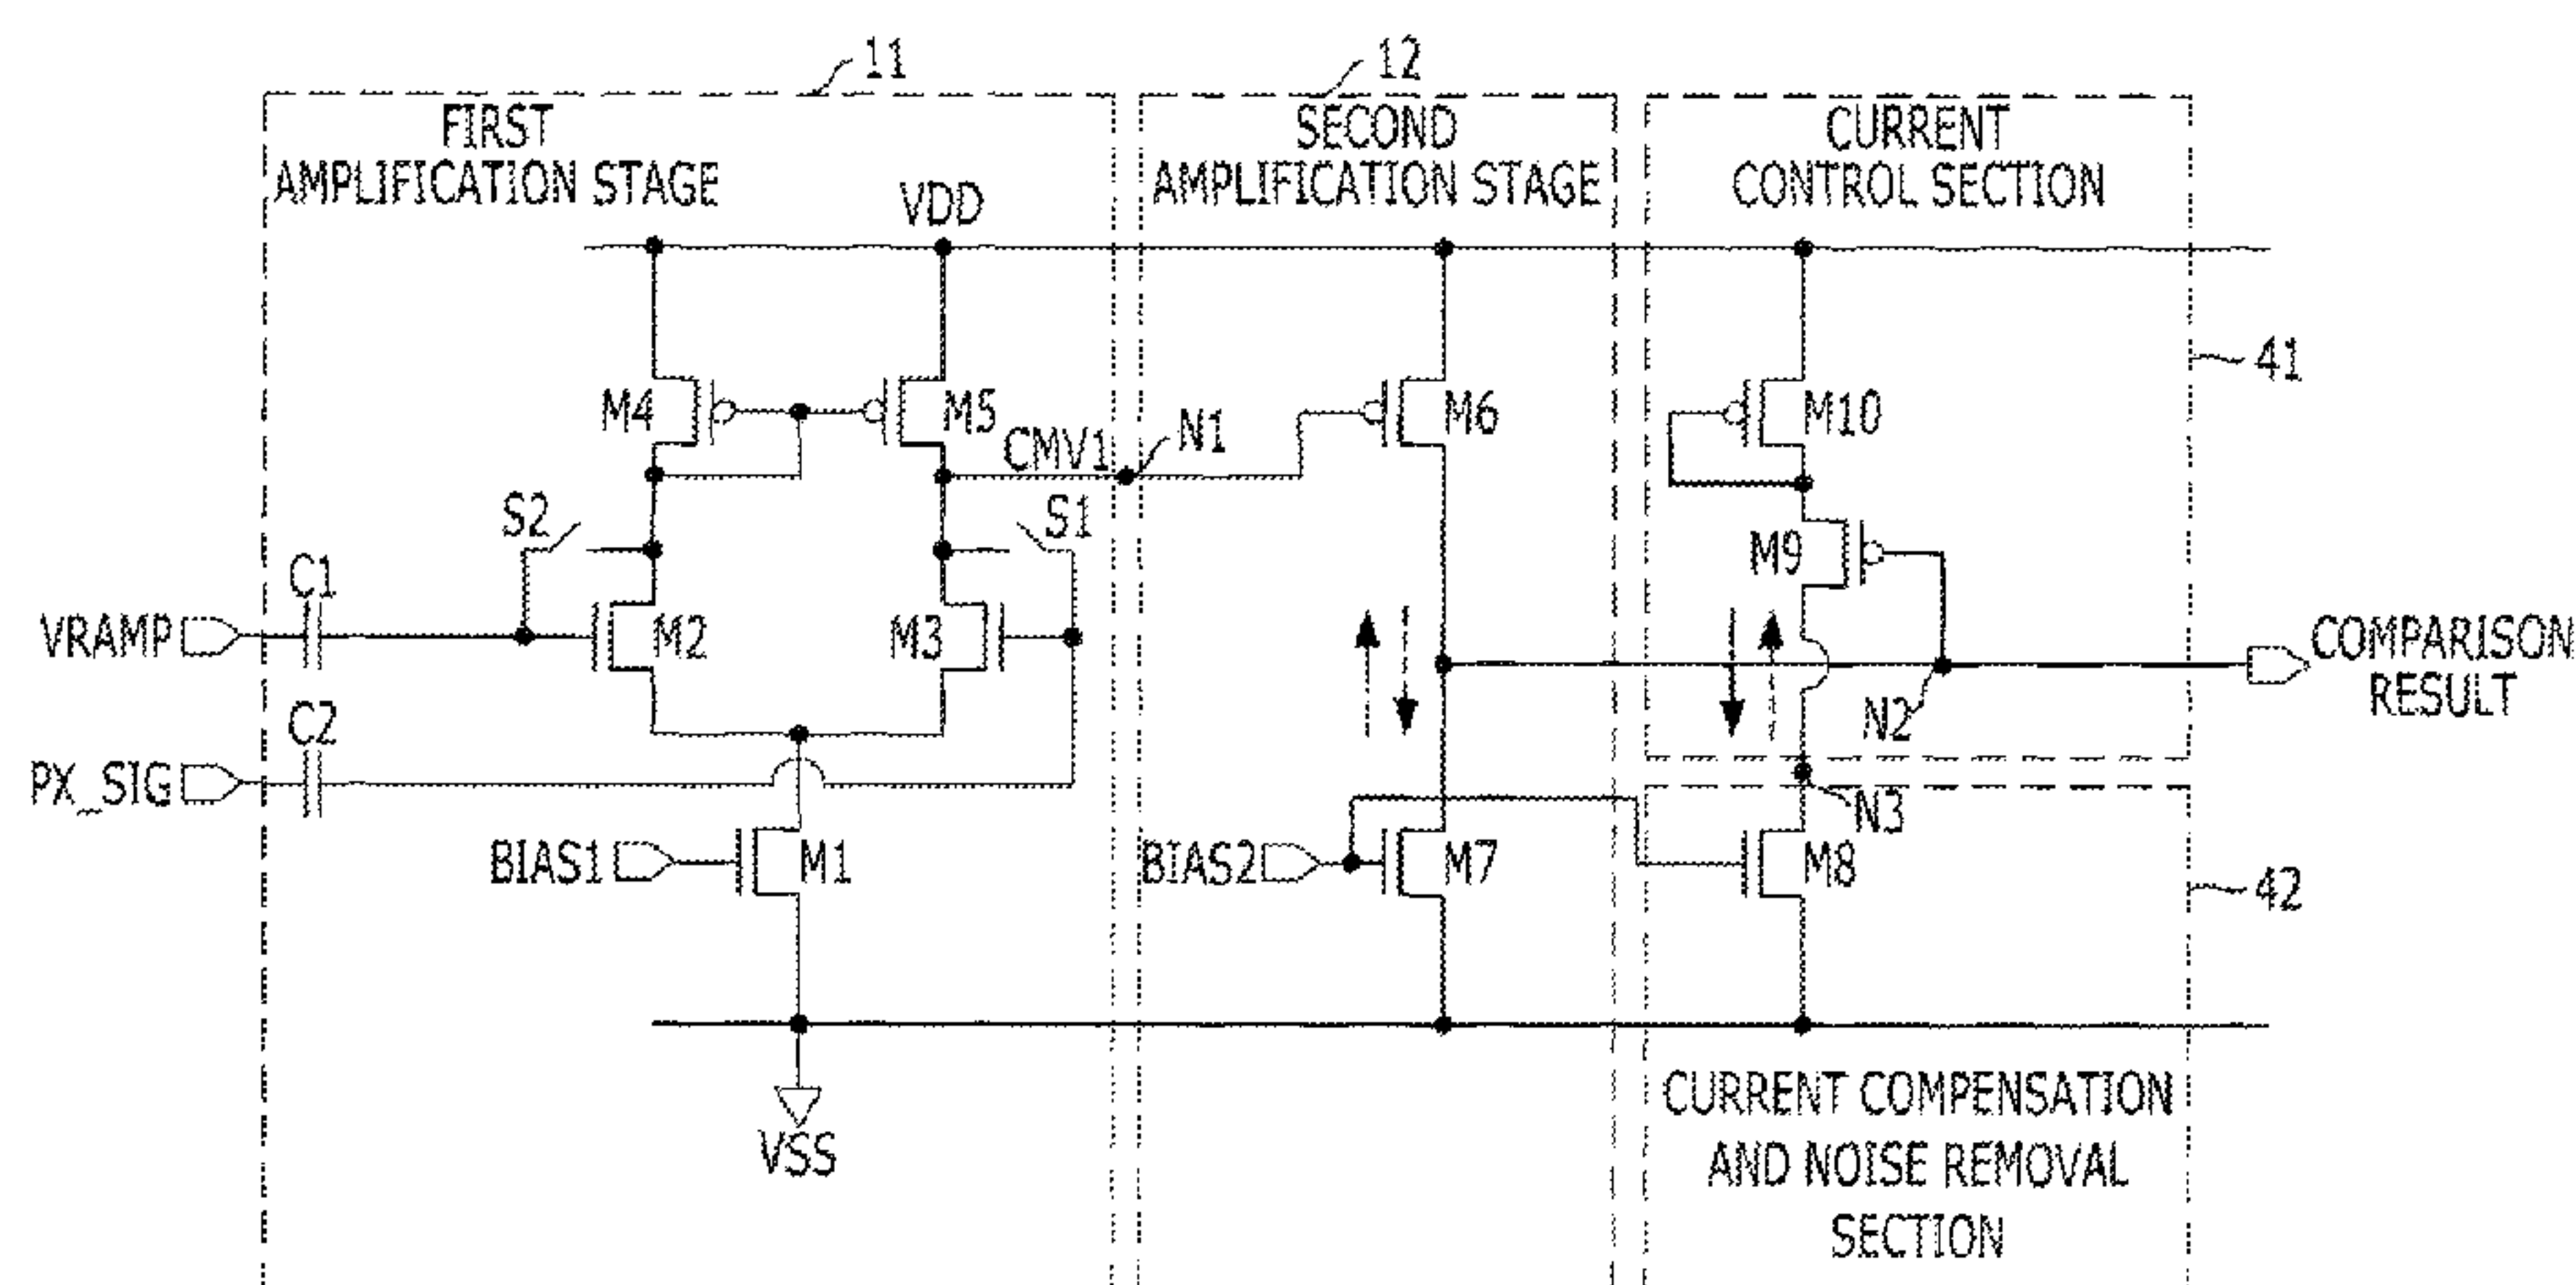 11
12
FIRST
AMPLIFICATION STAGE
SECOND
AMPLIFICATION STAGE
CURRENT
CONTROL SECTION
VDD
41
M4
M5
M6
M10
CMV1
N1
S2
S1
M9
C1
VRAMP
M2
M3
COMPARISON
RESULT
N2
C2
PX_SIG
N3
BIAS1
M1
BIAS2
M7
M8
42
VSS
CURRENT COMPENSATION
AND NOISE REMOVAL
SECTION